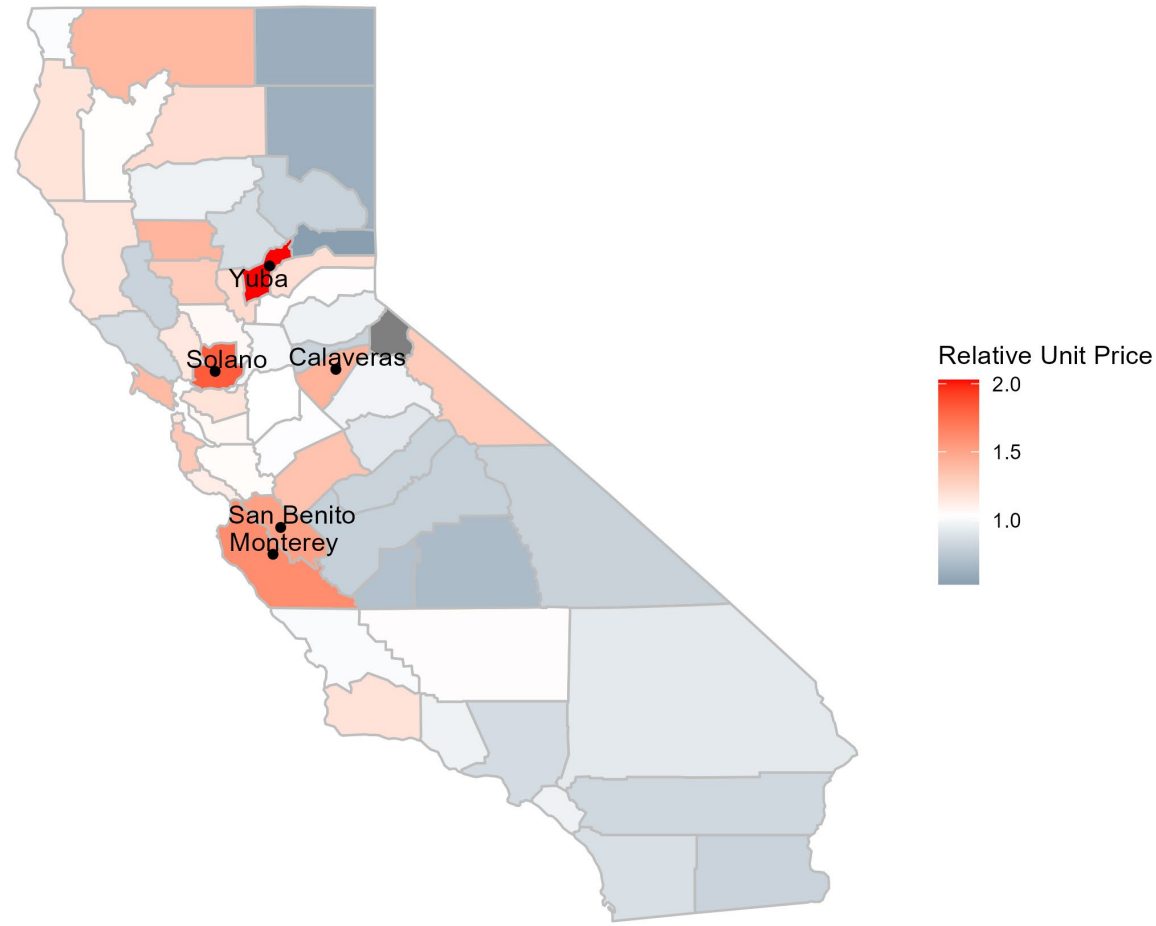 Yuba
Solano
Calaveras
San Benito
Monterey
Relative Unit Price
2.0
1.5
1.0